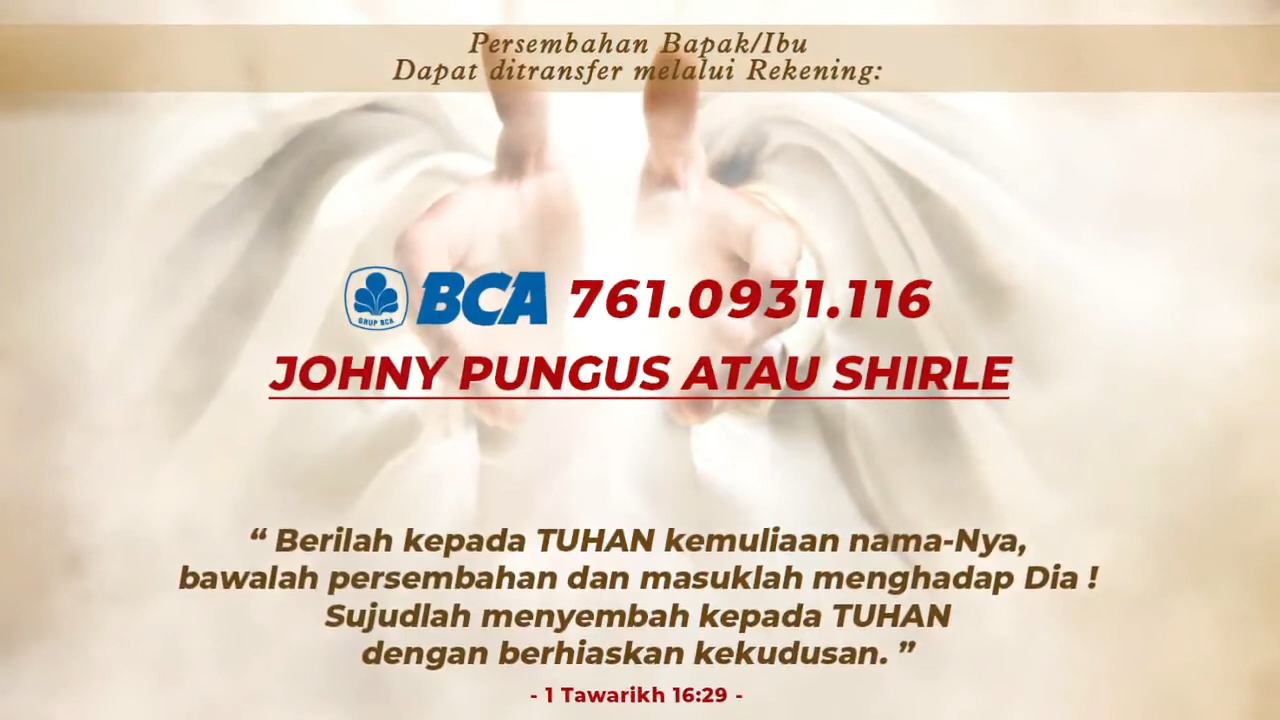 Persembahan Bapak/Ibu
Dapat ditransfer melalui Rekening:
GRUP BCA
BCA 761.0931.116
JOHNY PUNGUS ATAU SHIRLE
“ Berilah kepada TUHAN kemuliaan nama-Nya,
bawalah persembahan dan masuklah menghadap Dia !
Sujudlah menyembah kepada TUHAN
dengan berhiaskan kekudusan. ”
- 1 Tawarikh 16:29 -